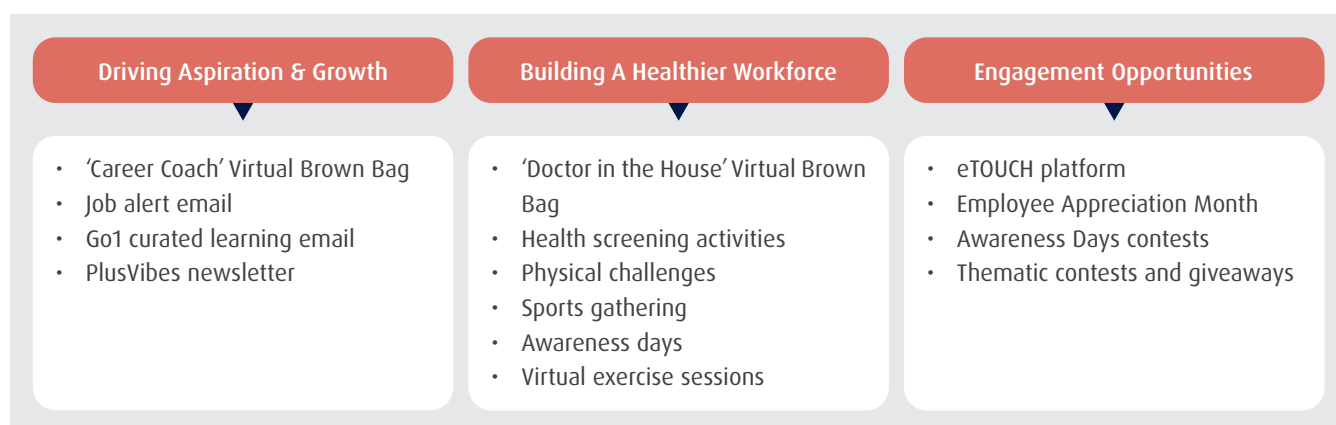 Driving Aspiration & Growth
• ‘Career Coach’ Virtual Brown Bag
• Job alert email
• Go1 curated learning email
• PlusVibes newsletter
Building A Healthier Workforce
• ‘Doctor in the House’ Virtual Brown
Bag
• Health screening activities
• Physical challenges
• Sports gathering
• Awareness days
• Virtual exercise sessions
Engagement Opportunities
• eTOUCH platform
• Employee Appreciation Month
• Awareness Days contests
• Thematic contests and giveaways